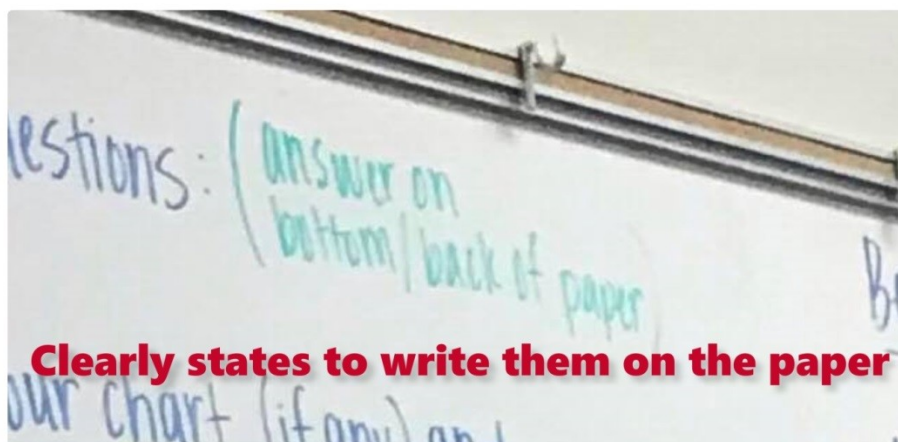 estions: (answer on
bottom/back of paper)
B
Clearly states to write them on the paper
our chart (if any) and